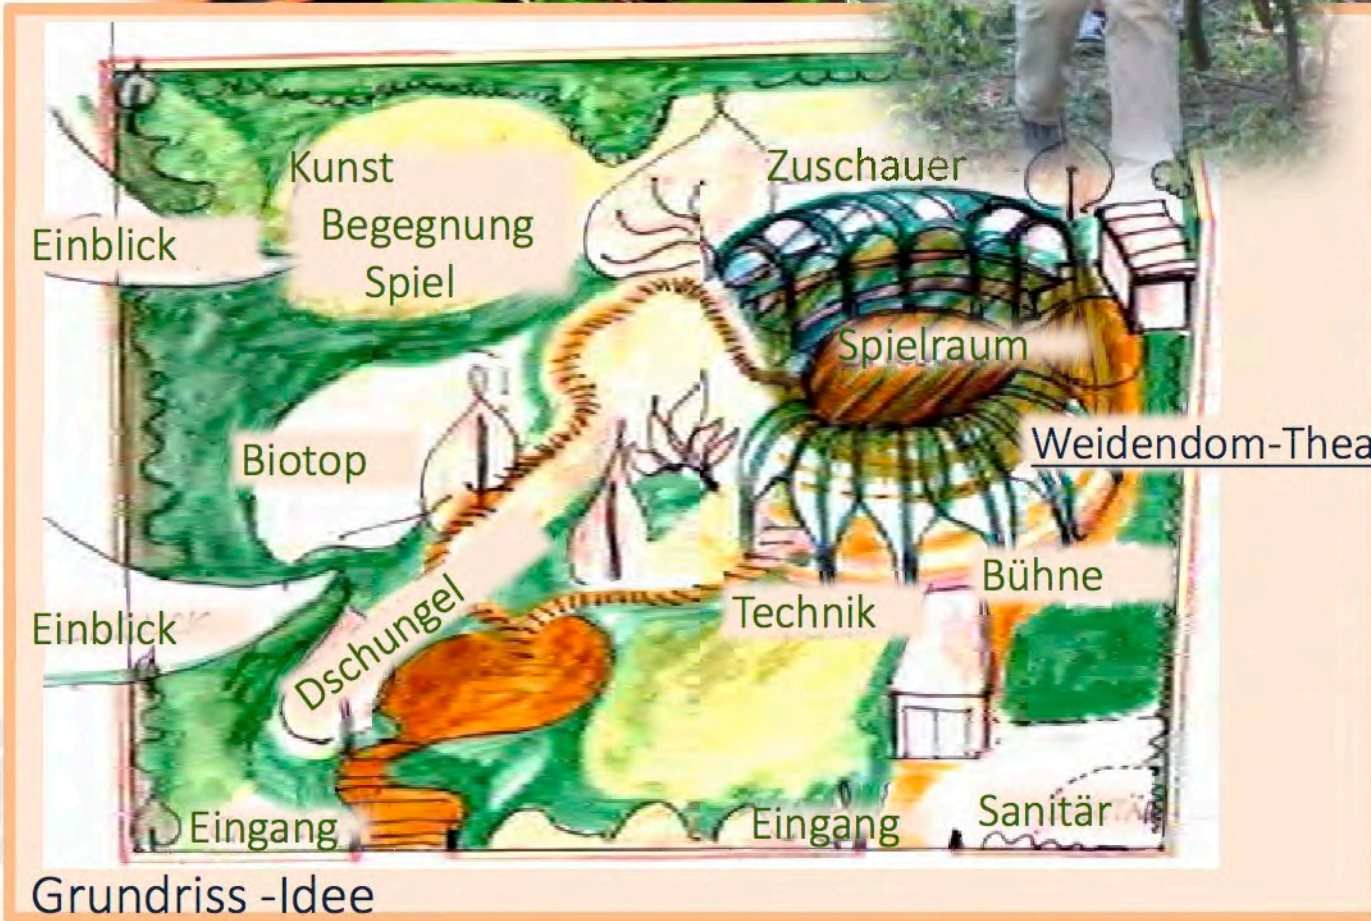 Kunst
Begegnung
Spiel
Zuschauer
Einblick
Spielraum
Biotop
Weidendom-Thea
Einblick
Dschungel
Technik
Bühne
Eingang
Eingang
Sanitär
Grundriss -Idee